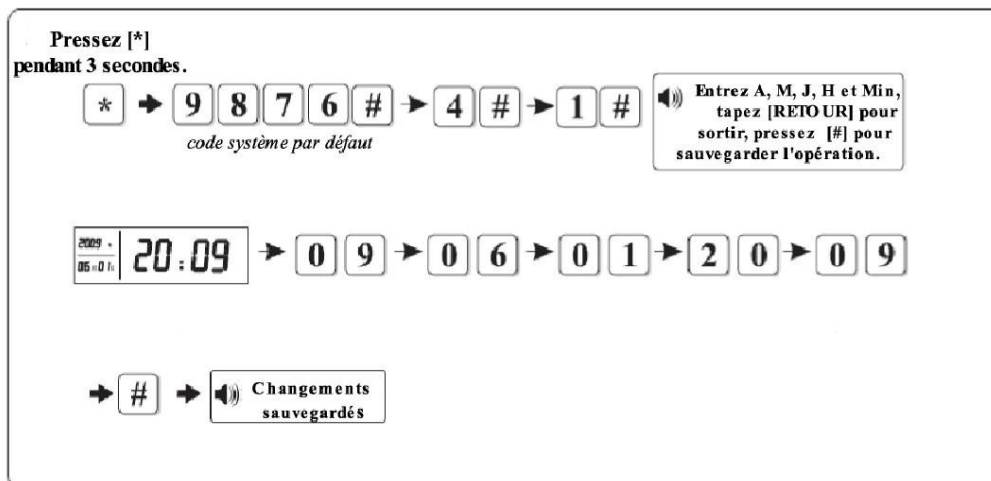 Pressez [*]
pendant 3 secondes.
* 9 8 7 6 # 4 # 1 #
code système par défaut
Entrez A, M, J, H et Min,
tapez [RETOUR] pour
sortir, pressez [#] pour
sauvegarder l'opération.
2009
20:09
0 9 0 6 0 1 2 0 0 9
#
Changements
sauvegardés